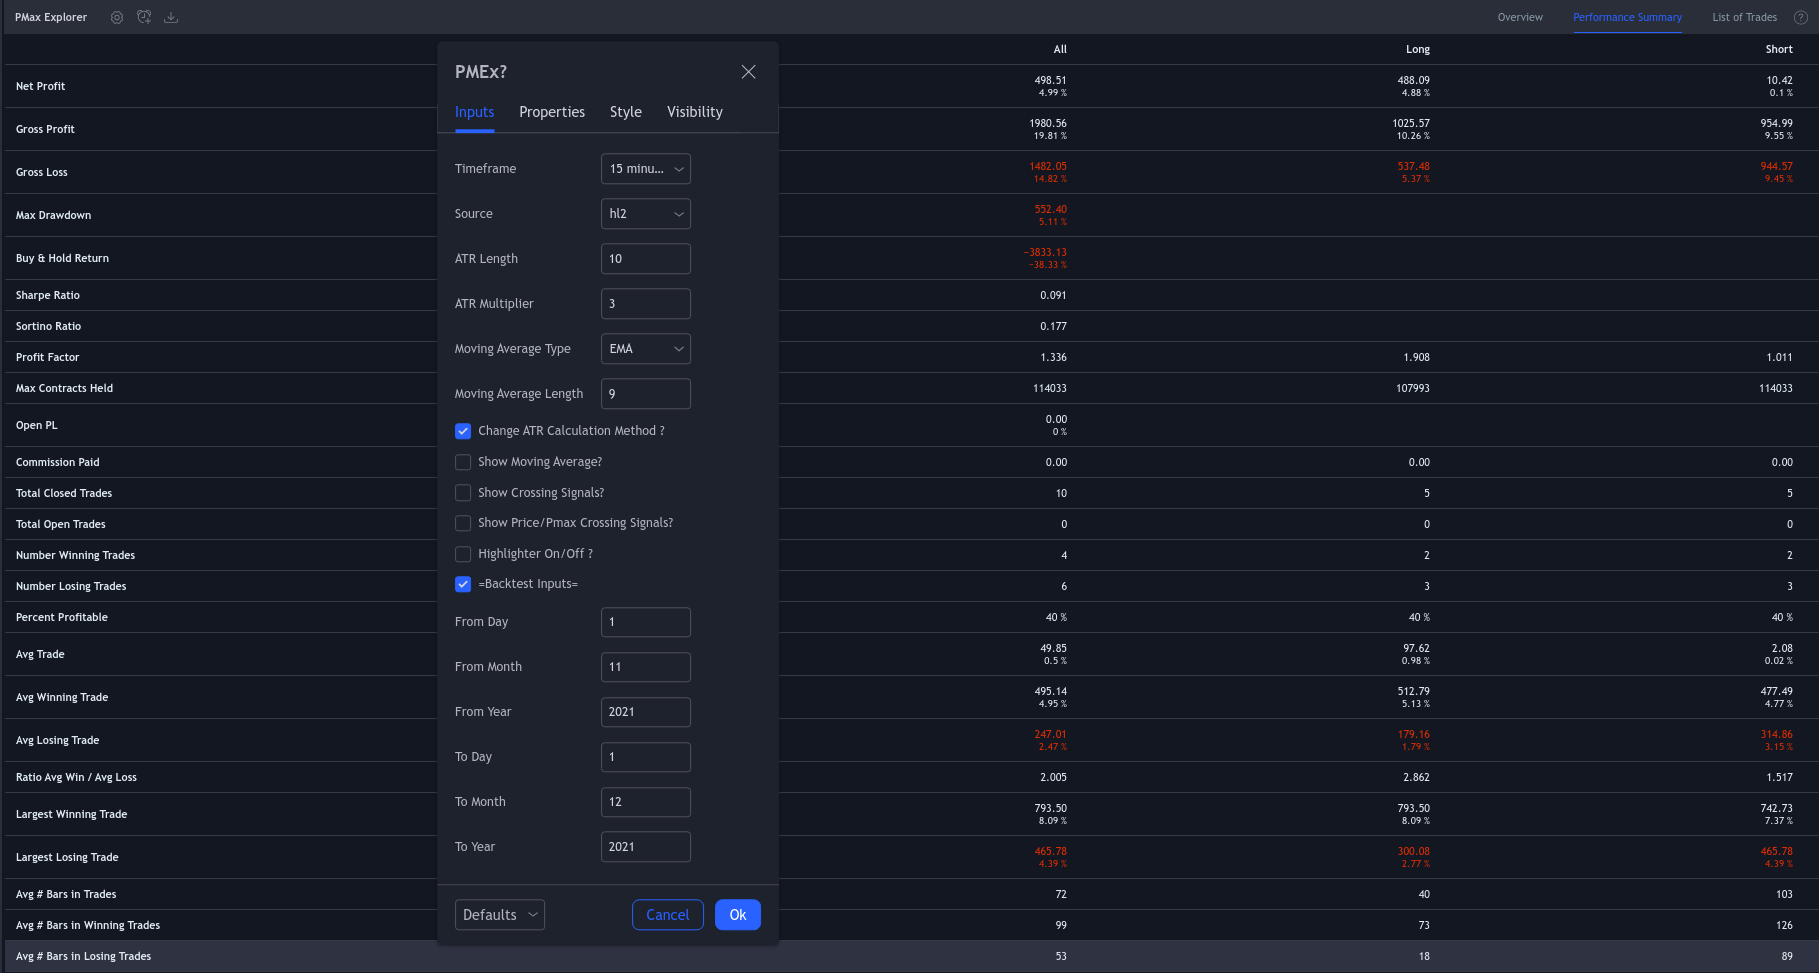 PMax Explorer Overview Performance Summary List of Trades ?
All Long Short
Net Profit 498.51 488.09 10.42
4.99 % 4.88 % 0.1 %
Gross Profit 1980.56 1025.57 954.99
19.81 % 10.26 % 9.55 %
Gross Loss 1482.05 537.48 944.57
14.82 % 5.37 % 9.45 %
Max Drawdown 552.40
5.11 %
Buy & Hold Return −3833.13
−38.33 %
Sharpe Ratio 0.091
Sortino Ratio 0.177
Profit Factor 1.336 1.908 1.011
Max Contracts Held 114033 107993 114033
Open PL 0.00
0 %
Commission Paid 0.00 0.00 0.00
Total Closed Trades 10 5 5
Total Open Trades 0 0 0
Number Winning Trades 4 2 2
Number Losing Trades 6 3 3
Percent Profitable 40 % 40 % 40 %
Avg Trade 49.85 97.62 2.08
0.5 % 0.98 % 0.02 %
Avg Winning Trade 495.14 512.79 477.49
4.95 % 5.13 % 4.77 %
Avg Losing Trade 247.01 179.16 314.86
2.47 % 1.79 % 3.15 %
Ratio Avg Win / Avg Loss 2.005 2.862 1.517
Largest Winning Trade 793.50 793.50 742.73
8.09 % 8.09 % 7.37 %
Largest Losing Trade 465.78 300.08 465.78
4.39 % 2.77 % 4.39 %
Avg # Bars in Trades 72 40 103
Avg # Bars in Winning Trades 99 73 126
Avg # Bars in Losing Trades 53 18 89
PMEx?
Inputs Properties Style Visibility
Timeframe 15 minu...
Source hl2
ATR Length 10
ATR Multiplier 3
Moving Average Type EMA
Moving Average Length 9
Change ATR Calculation Method ?
Show Moving Average?
Show Crossing Signals?
Show Price/Pmax Crossing Signals?
Highlighter On/Off ?
=Backtest Inputs=
From Day 1
From Month 11
From Year 2021
To Day 1
To Month 12
To Year 2021
Defaults Cancel Ok